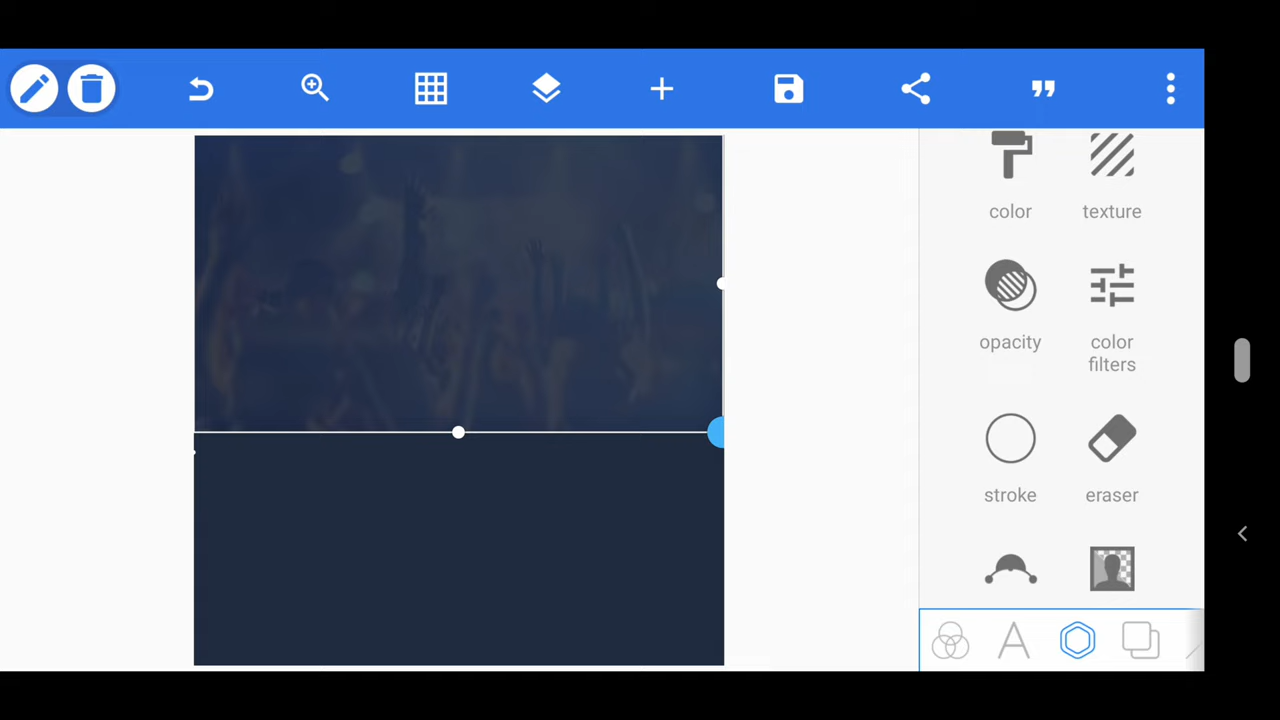 color texture
opacity color
filters
stroke eraser